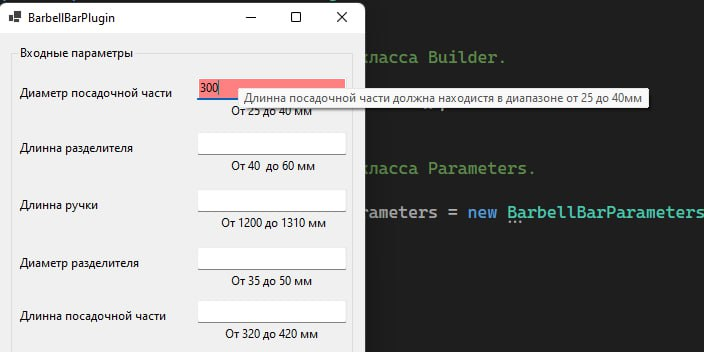 BarbellBarPlugin
Входные параметры
класса Builder.
Диаметр посадочной части
300
Длинна посадочной части должна находистя в диапазоне от 25 до 40мм
От 25 до 40 мм
Длинна разделителя
От 40 до 60 мм
класса Parameters.
Длинна ручки
rameters = new BarbellBarParameters
От 1200 до 1310 мм
Диаметр разделителя
От 35 до 50 мм
Длинна посадочной части
От 320 до 420 мм